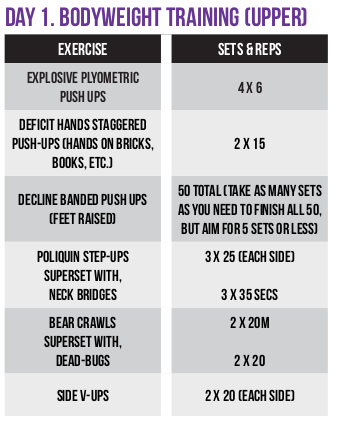 DAY 1. BODYWEIGHT TRAINING (UPPER)
EXERCISE
SETS & REPS
EXPLOSIVE PLYOMETRIC
PUSH UPS
4 X 6
DEFICIT HANDS STAGGERED
PUSH-UPS (HANDS ON BRICKS,
BOOKS, ETC.)
2 X 15
DECLINE BANDED PUSH UPS
(FEET RAISED)
50 TOTAL (TAKE AS MANY SETS
AS YOU NEED TO FINISH ALL 50,
BUT AIM FOR 5 SETS OR LESS)
POLIQUIN STEP-UPS
SUPERSET WITH,
NECK BRIDGES
3 X 25 (EACH SIDE)
3 X 35 SECS
BEAR CRAWLS
SUPERSET WITH,
DEAD-BUGS
2 X 20M
2 X 20
SIDE V-UPS
2 X 20 (EACH SIDE)